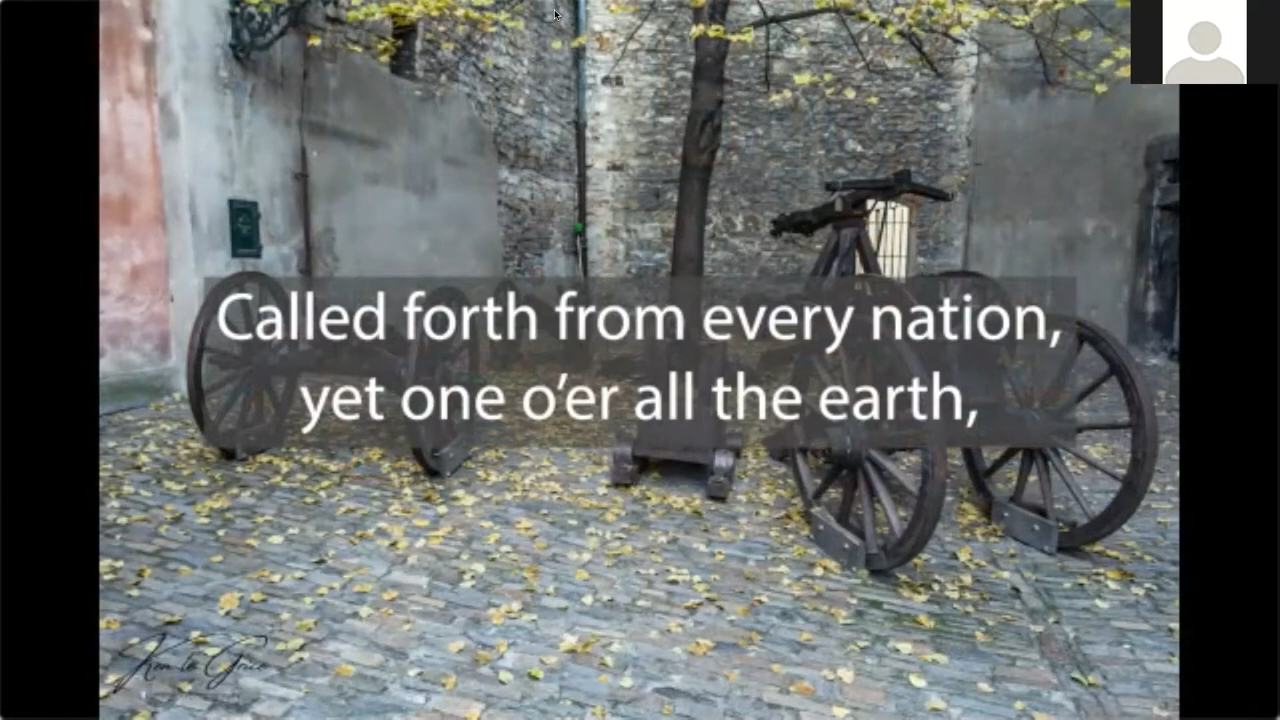 Called forth from every nation,
yet one o’er all the earth,